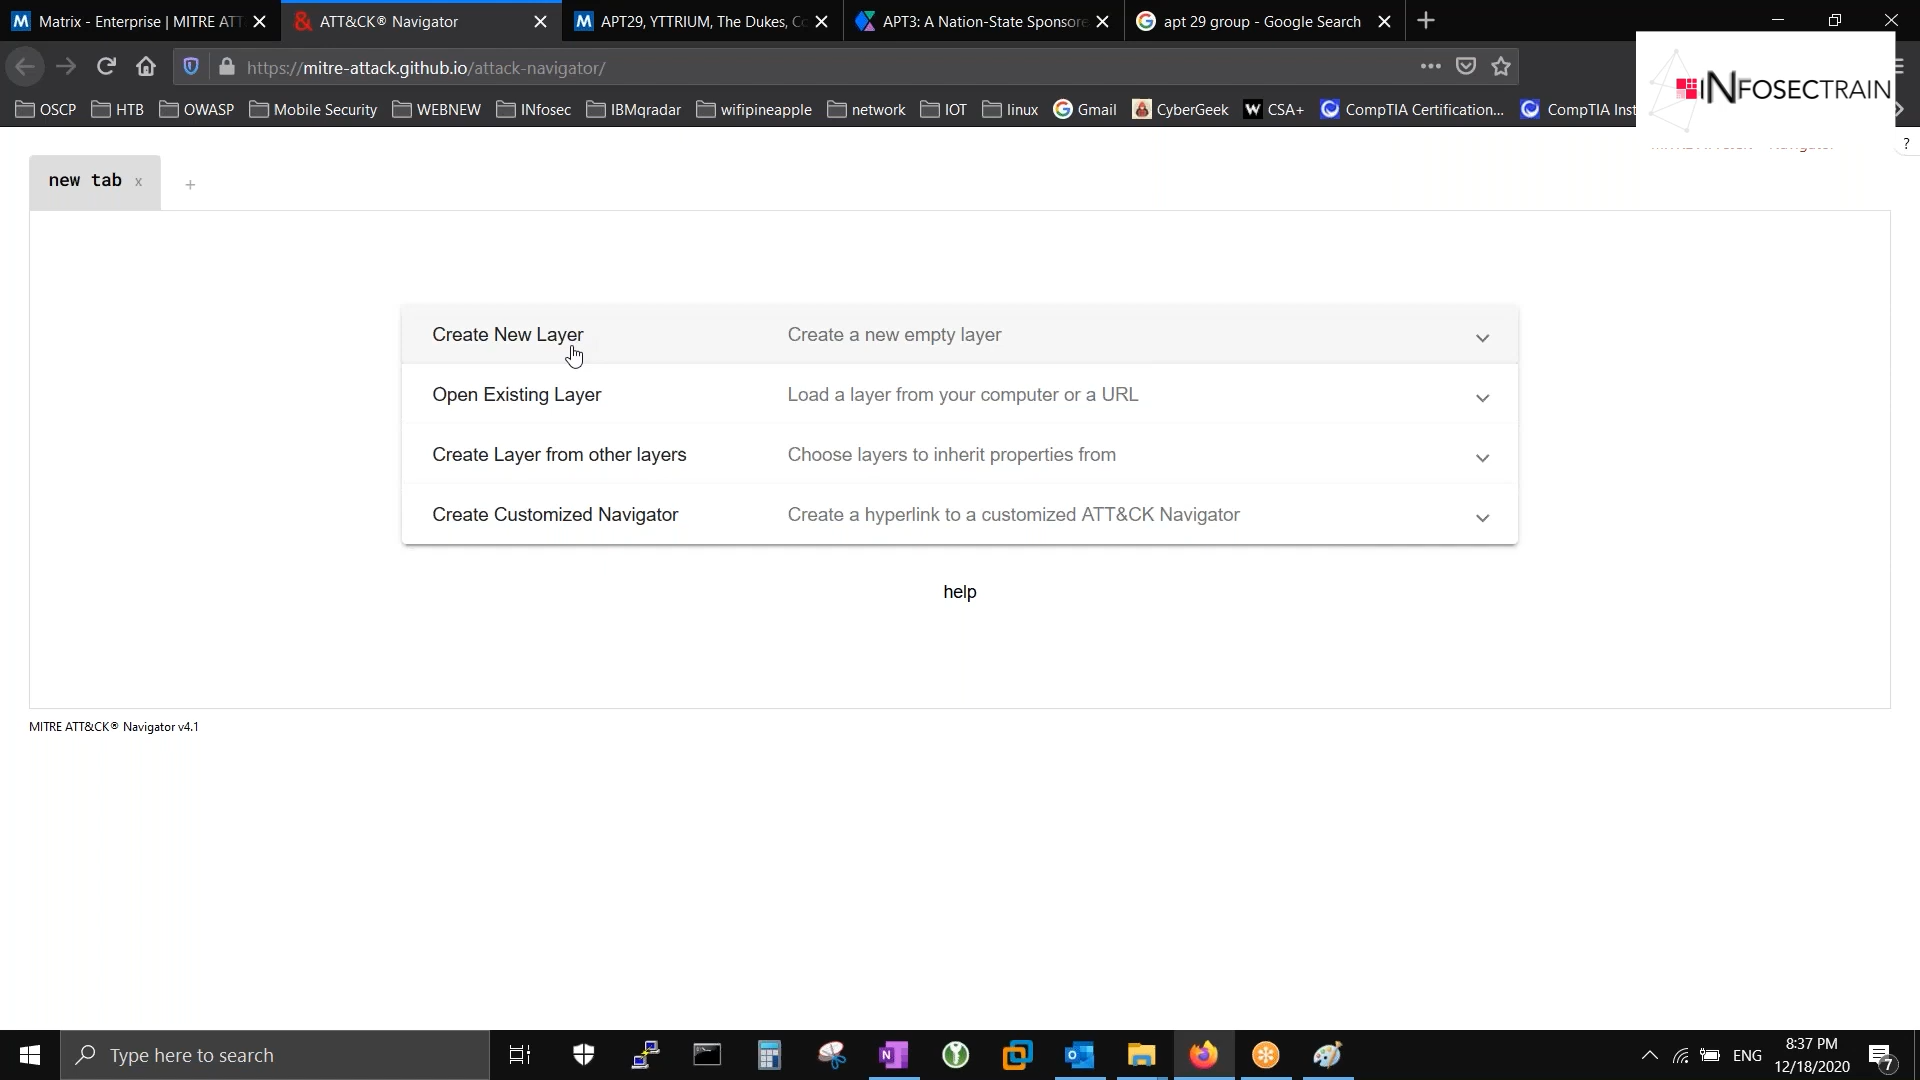 Matrix - Enterprise | MITRE ATT
ATT&CK® Navigator
APT29, YTTRIUM, The Dukes, Co
APT3: A Nation-State Sponsore
apt 29 group - Google Search
https://mitre-attack.github.io/attack-navigator/
OSCP
HTB
OWASP
Mobile Security
WEBNEW
INfosec
IBMqradar
wifipineapple
network
IOT
linux
Gmail
CyberGeek
CSA+
CompTIA Certification...
CompTIA Inst
INFOSECTRAIN
?
new tab x
+
Create New Layer
Create a new empty layer
Open Existing Layer
Load a layer from your computer or a URL
Create Layer from other layers
Choose layers to inherit properties from
Create Customized Navigator
Create a hyperlink to a customized ATT&CK Navigator
help
MITRE ATT&CK® Navigator v4.1
Type here to search
ENG
8:37 PM
12/18/2020
7